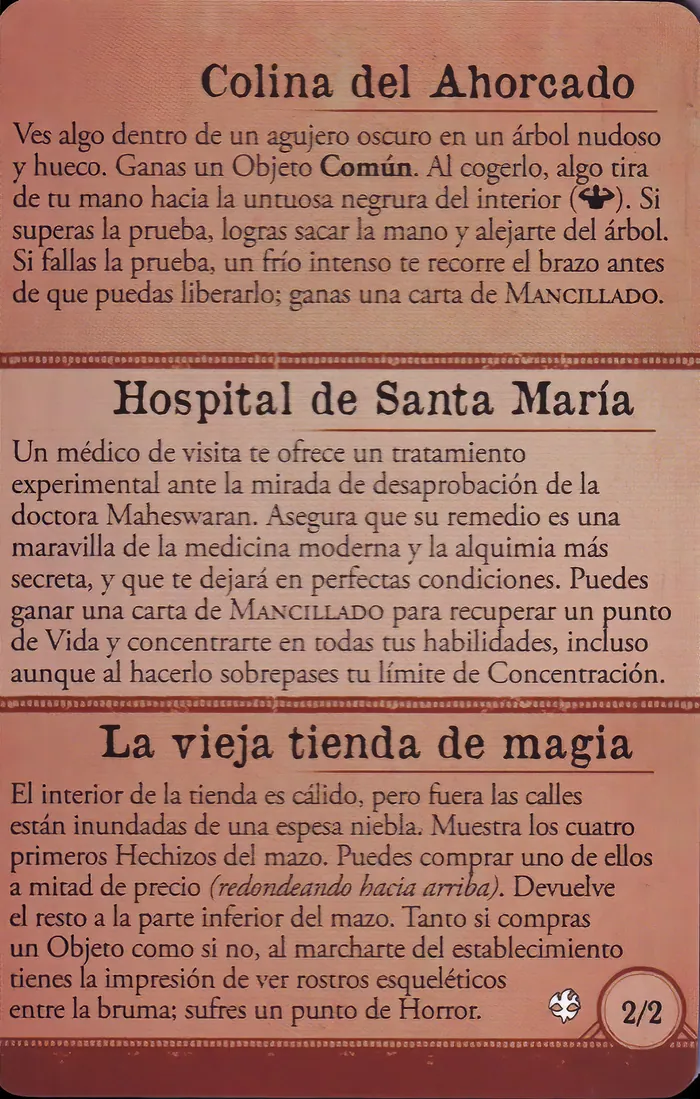 Colina del Ahorcado
Ves algo dentro de un agujero oscuro en un árbol nudoso
y hueco. Ganas un Objeto Común. Al cogerlo, algo tira
de tu mano hacia la untuosa negrura del interior (). Si
superas la prueba, logras sacar la mano y alejarte del árbol.
Si fallas la prueba, un frío intenso te recorre el brazo antes
de que puedas liberarlo; ganas una carta de MANCILLADO.
Hospital de Santa María
Un médico de visita te ofrece un tratamiento
experimental ante la mirada de desaprobación de la
doctora Maheswaran. Asegura que su remedio es una
maravilla de la medicina moderna y la alquimia más
secreta, y que te dejará en perfectas condiciones. Puedes
ganar una carta de MANCILLADO para recuperar un punto
de Vida y concentrarte en todas tus habilidades, incluso
aunque al hacerlo sobrepases tu límite de Concentración.
La vieja tienda de magia
El interior de la tienda es cálido, pero fuera las calles
están inundadas de una espesa niebla. Muestra los cuatro
primeros Hechizos del mazo. Puedes comprar uno de ellos
a mitad de precio (redondeando hacia arriba). Devuelve
el resto a la parte inferior del mazo. Tanto si compras
un Objeto como si no, al marcharte del establecimiento
tienes la impresión de ver rostros esqueléticos
entre la bruma; sufres un punto de Horror.
2/2